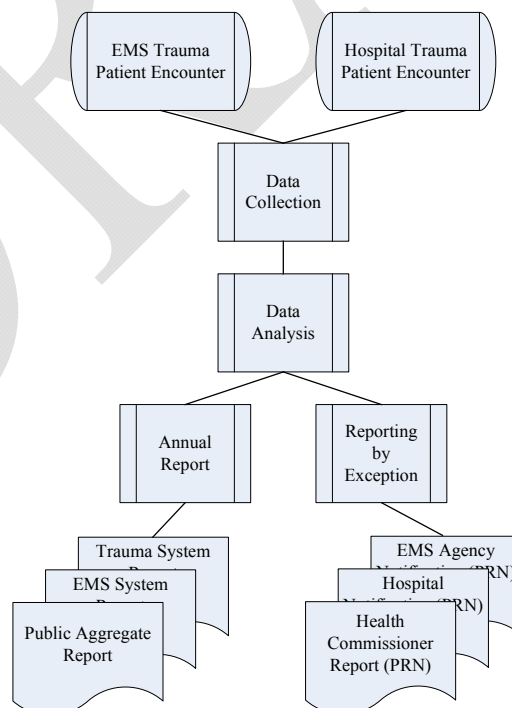 EMS Trauma
Patient Encounter
Hospital Trauma
Patient Encounter
Data
Collection
Data
Analysis
Annual
Report
Reporting
by
Exception
Trauma System
EMS System
Public Aggregate
Report
EMS Agency
(PRN)
Hospital
(PRN)
Health
Commissioner
Report (PRN)